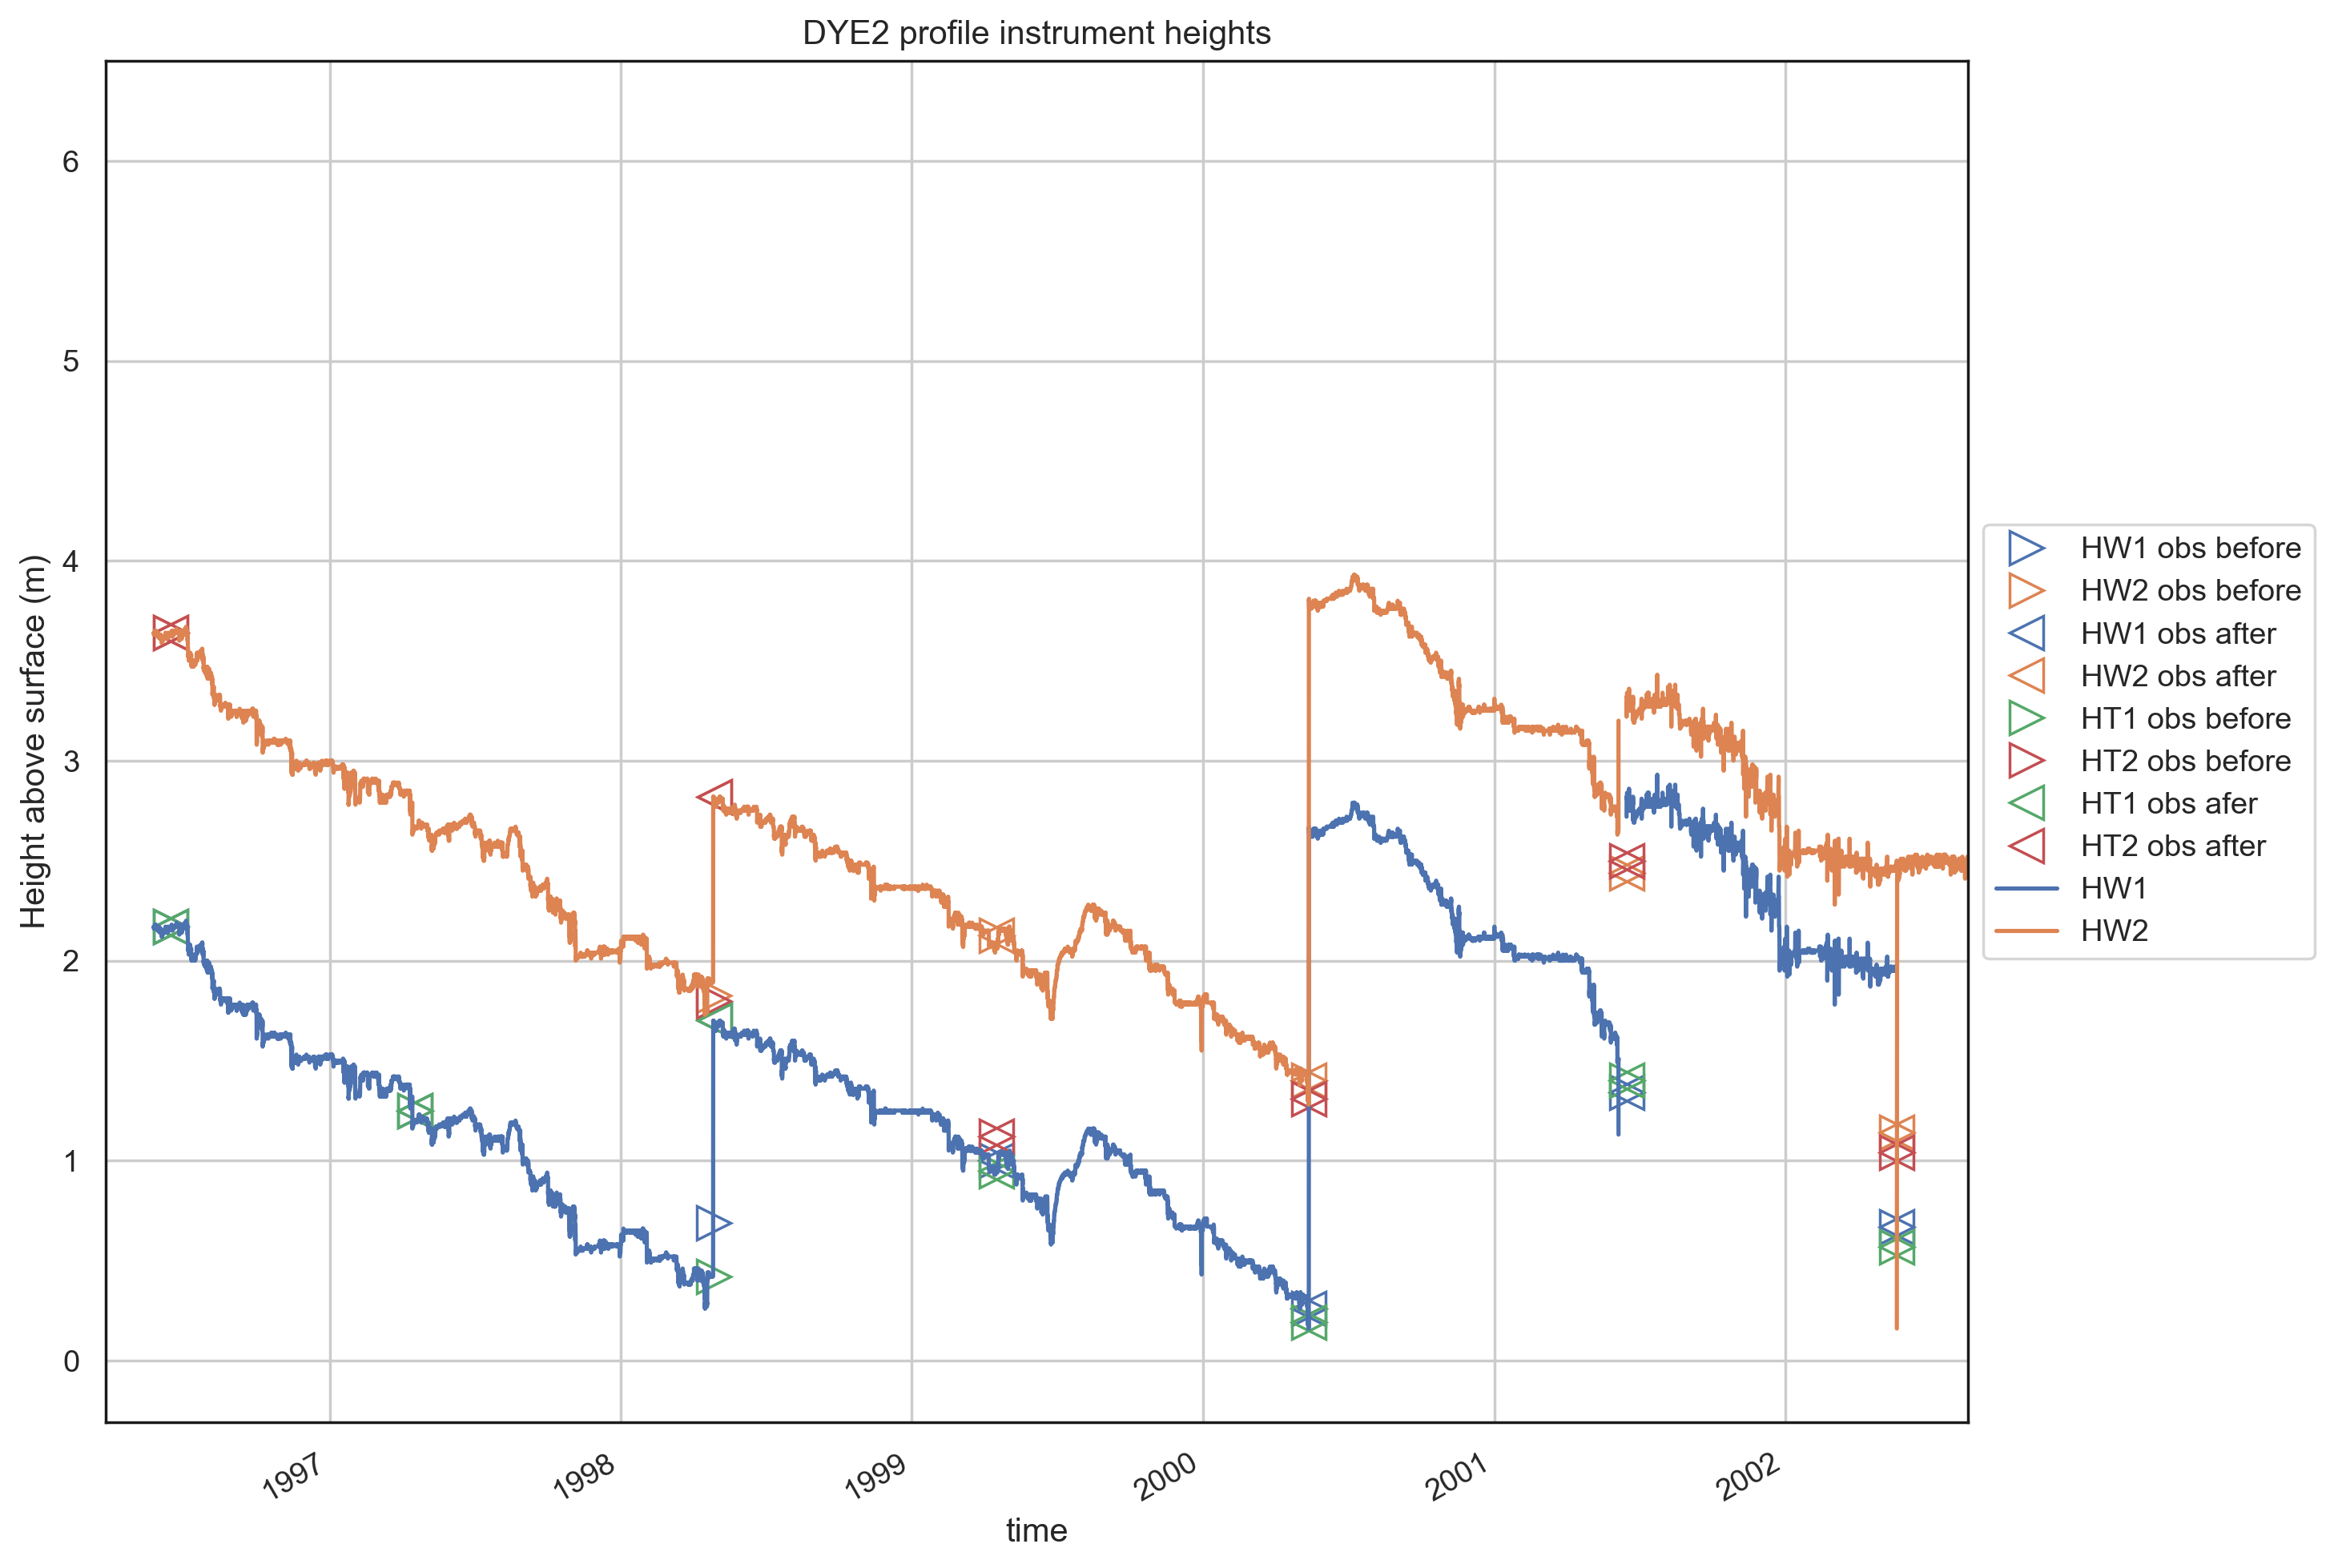 DYE2 profile instrument heights
Height above surface (m)
6
5
4
3
2
1
0
1997
1998
1999
2000
2001
2002
time
HW1 obs before
HW2 obs before
HW1 obs after
HW2 obs after
HT1 obs before
HT2 obs before
HT1 obs afer
HT2 obs after
HW1
HW2